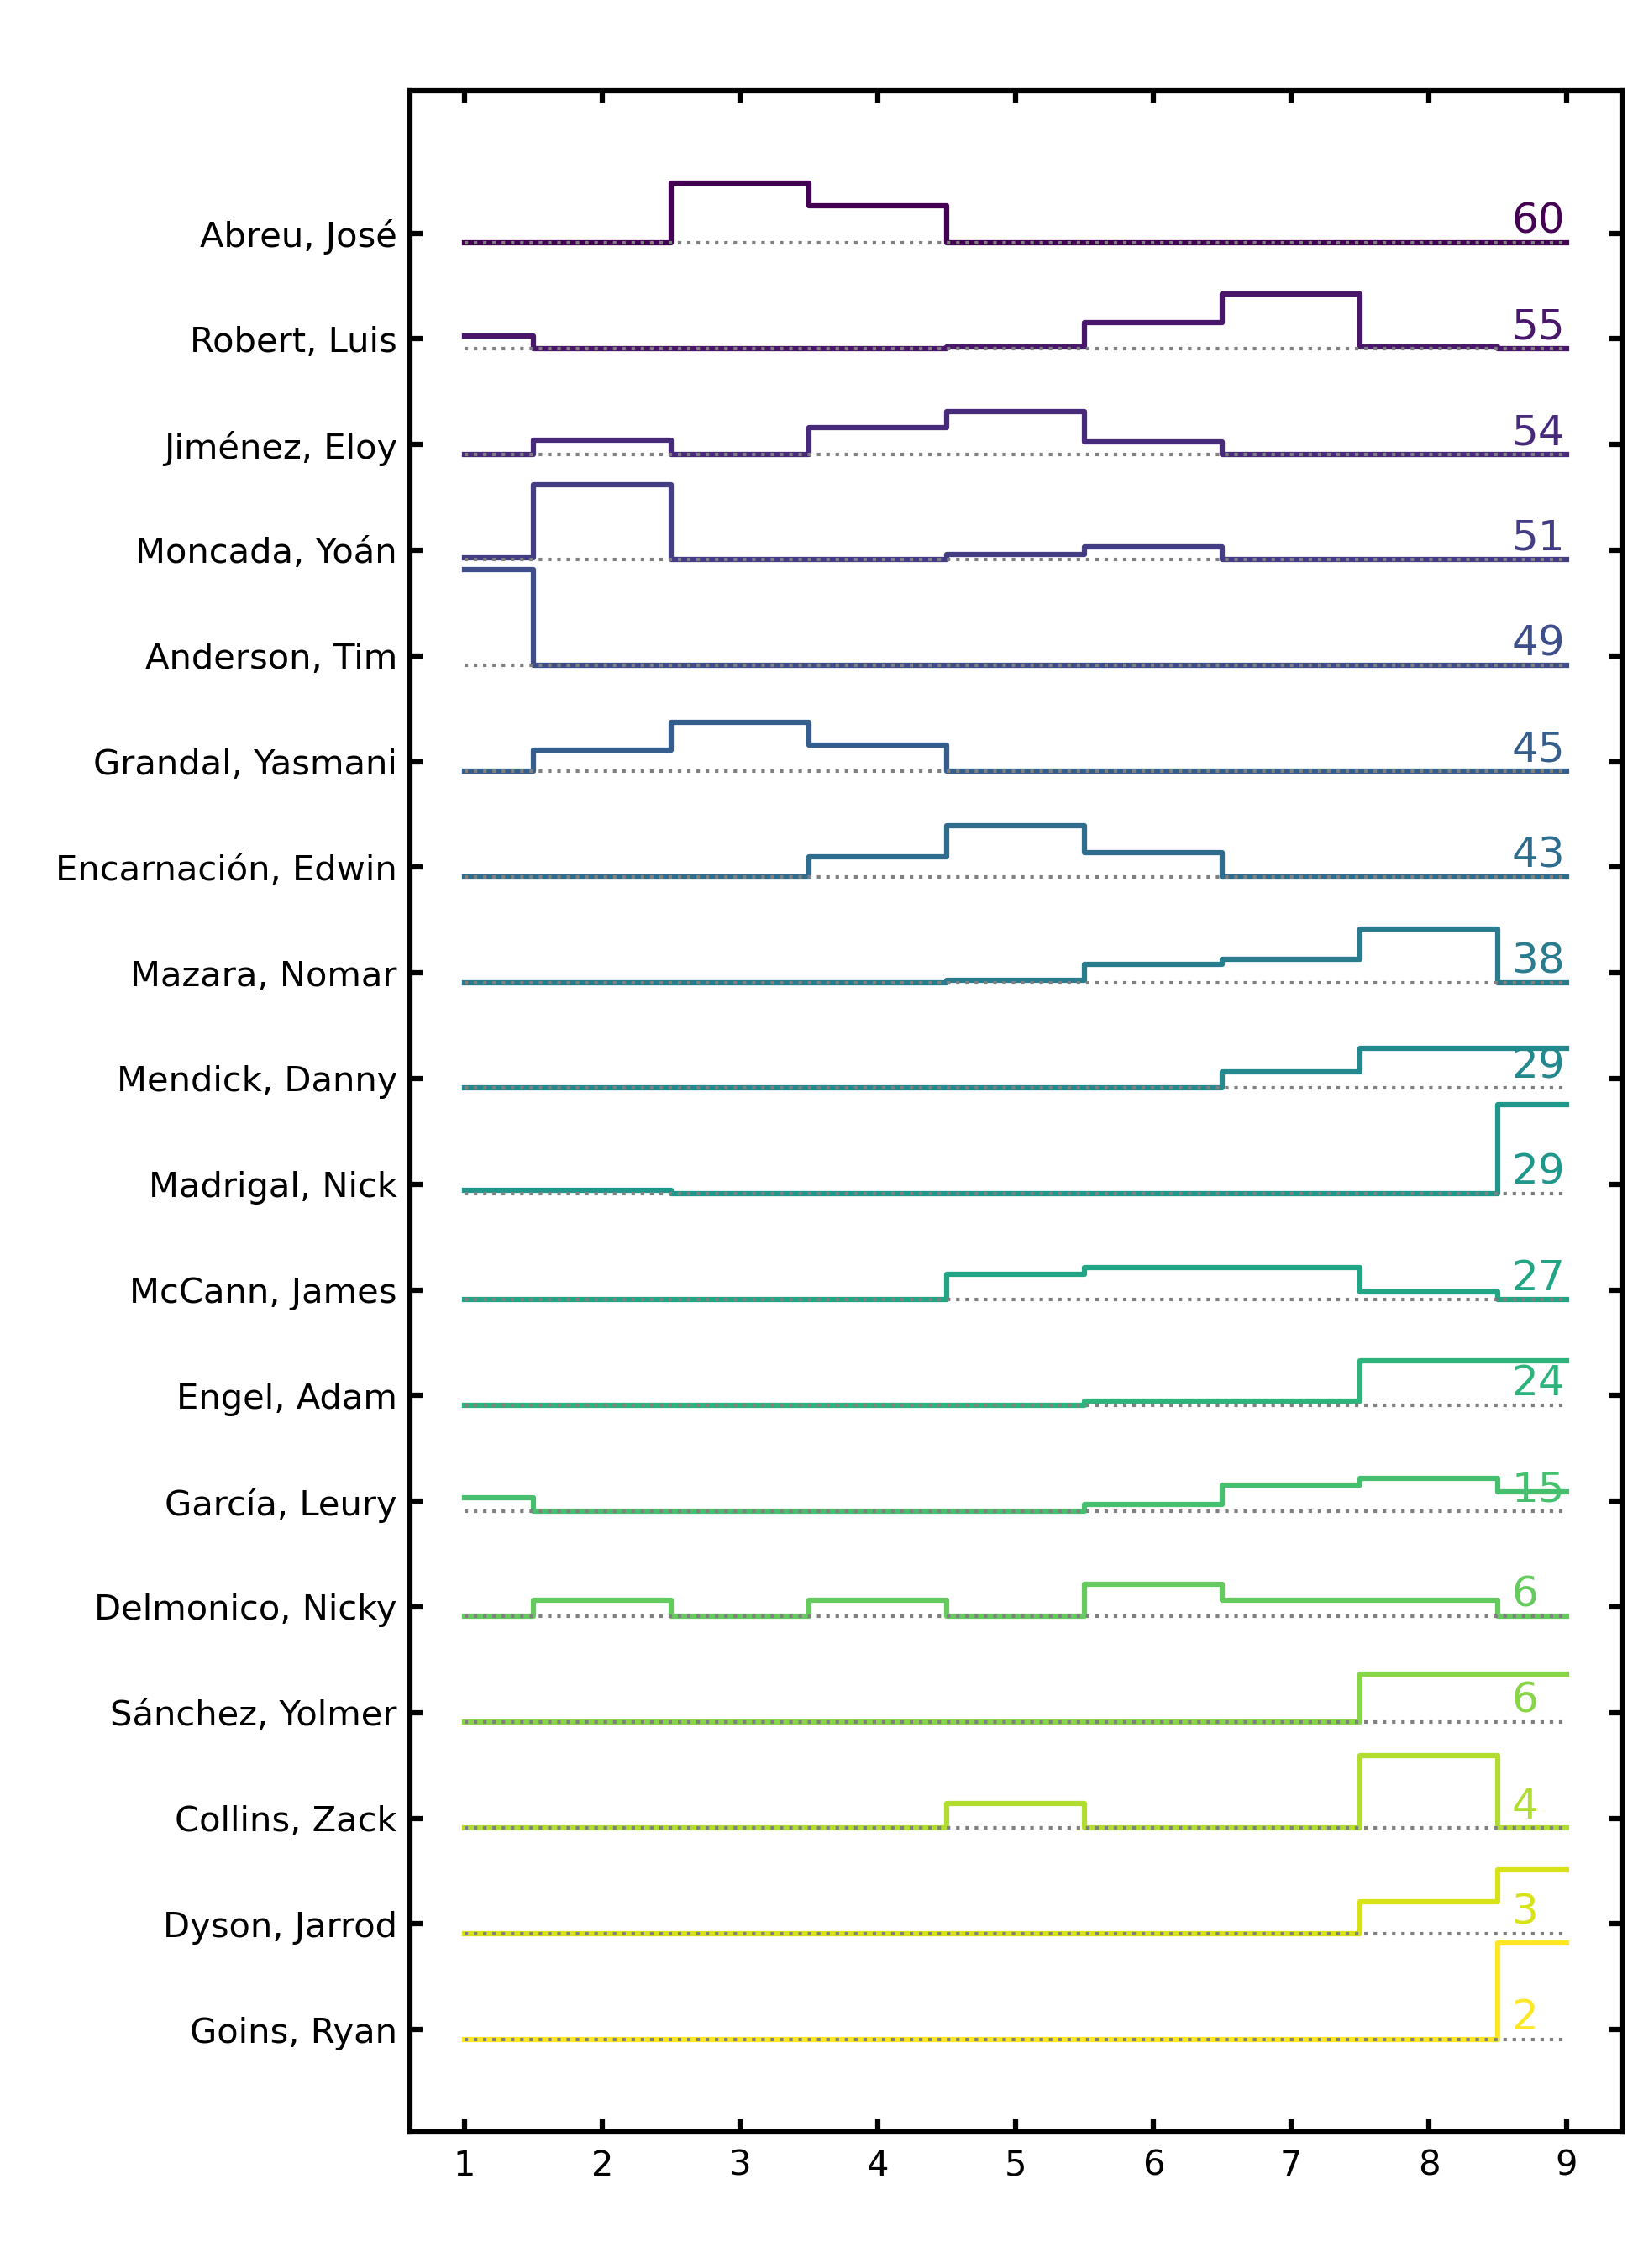 Abreu, José 60
Robert, Luis 55
Jiménez, Eloy 54
Moncada, Yoán 51
Anderson, Tim 49
Grandal, Yasmani 45
Encarnación, Edwin 43
Mazara, Nomar 38
Mendick, Danny 29
Madrigal, Nick 29
McCann, James 27
Engel, Adam 24
García, Leury 15
Delmonico, Nicky 6
Sánchez, Yolmer 6
Collins, Zack 4
Dyson, Jarrod 3
Goins, Ryan 2
1 2 3 4 5 6 7 8 9